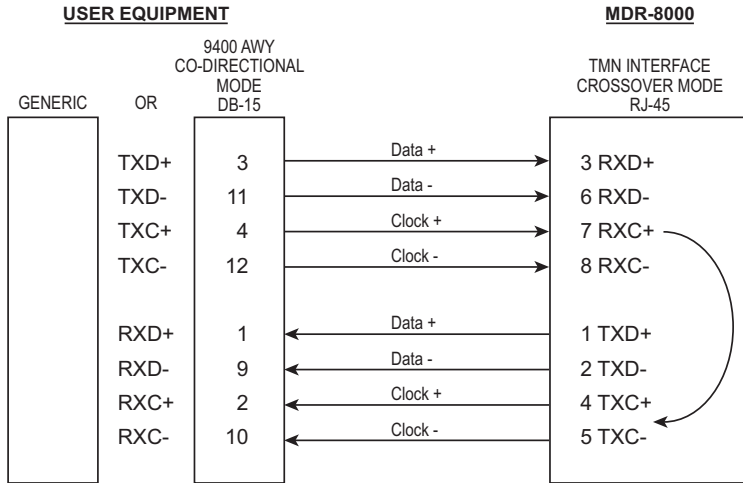 USER EQUIPMENT MDR-8000
9400 AWY
CO-DIRECTIONAL
MODE
DB-15
TMN INTERFACE
CROSSOVER MODE
RJ-45
GENERIC OR
TXD+ 3 Data + 3 RXD+
TXD- 11 Data - 6 RXD-
TXC+ 4 Clock + 7 RXC+
TXC- 12 Clock - 8 RXC-
RXD+ 1 Data + 1 TXD+
RXD- 9 Data - 2 TXD-
RXC+ 2 Clock + 4 TXC+
RXC- 10 Clock - 5 TXC-